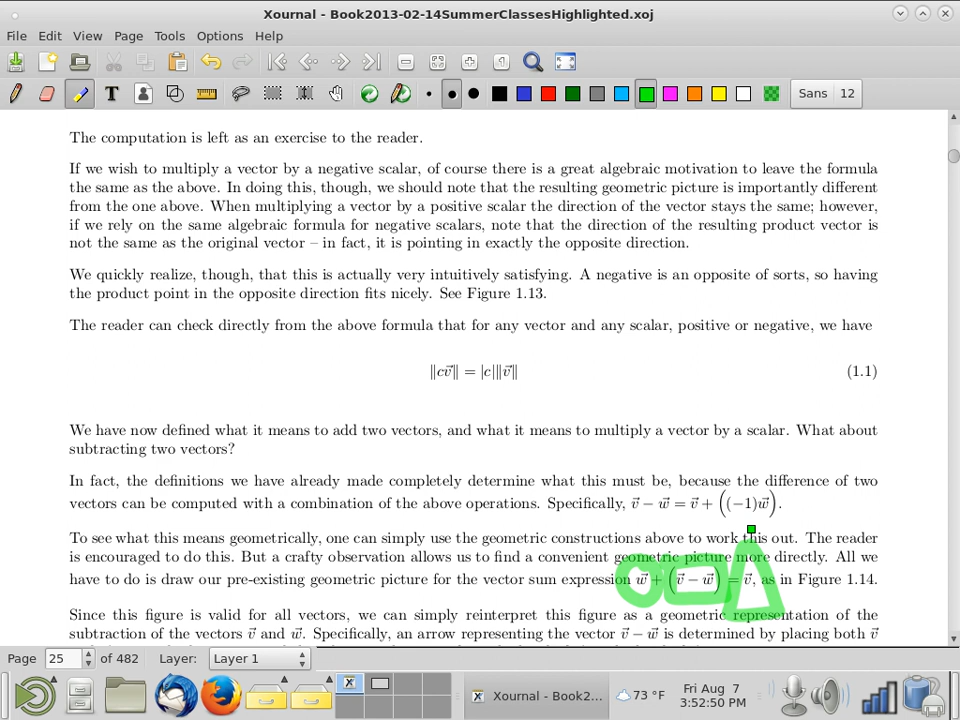 Xournal - Book2013-02-14SummerClassesHighlighted.xoj
File Edit View Page Tools Options Help
Sans 12
The computation is left as an exercise to the reader.
If we wish to multiply a vector by a negative scalar, of course there is a great algebraic motivation to leave the formula
the same as the above. In doing this, though, we should note that the resulting geometric picture is importantly different
from the one above. When multiplying a vector by a positive scalar the direction of the vector stays the same; however,
if we rely on the same algebraic formula for negative scalars, note that the direction of the resulting product vector is
not the same as the original vector – in fact, it is pointing in exactly the opposite direction.
We quickly realize, though, that this is actually very intuitively satisfying. A negative is an opposite of sorts, so having
the product point in the opposite direction fits nicely. See Figure 1.13.
The reader can check directly from the above formula that for any vector and any scalar, positive or negative, we have
‖cv⃗‖ = |c|‖v⃗‖ (1.1)
We have now defined what it means to add two vectors, and what it means to multiply a vector by a scalar. What about
subtracting two vectors?
In fact, the definitions we have already made completely determine what this must be, because the difference of two
vectors can be computed with a combination of the above operations. Specifically, v⃗ − w⃗ = v⃗ + ((−1)w⃗).
To see what this means geometrically, one can simply use the geometric constructions above to work this out. The reader
is encouraged to do this. But a crafty observation allows us to find a convenient geometric picture more directly. All we
have to do is draw our pre-existing geometric picture for the vector sum expression w⃗ + (v⃗ − w⃗) = v⃗, as in Figure 1.14.
Since this figure is valid for all vectors, we can simply reinterpret this figure as a geometric representation of the
subtraction of the vectors v⃗ and w⃗. Specifically, an arrow representing the vector v⃗ − w⃗ is determined by placing both v⃗
Page 25 of 482 Layer: Layer 1
Xournal - Book2... 73 °F Fri Aug 7
3:52:50 PM